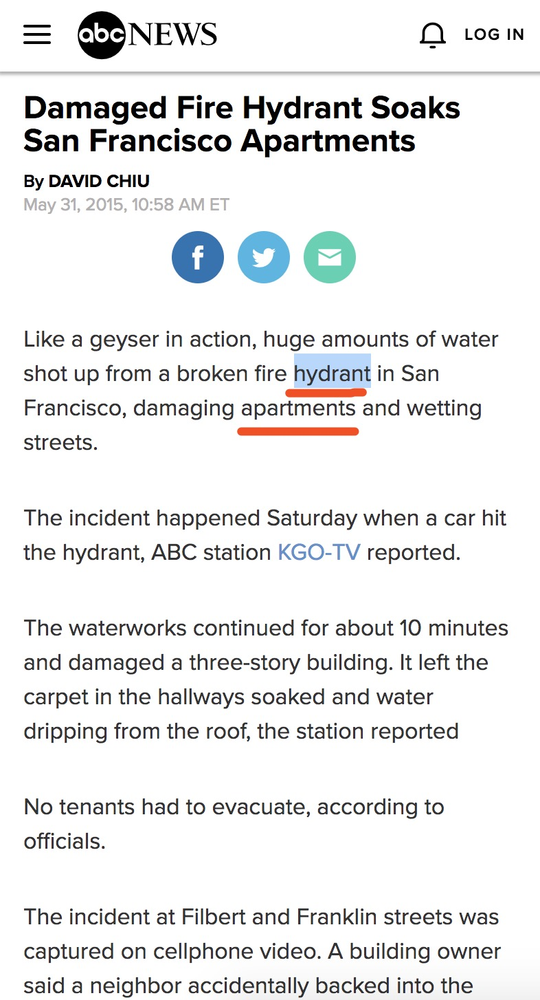 abc NEWS
LOG IN
Damaged Fire Hydrant Soaks
San Francisco Apartments
By DAVID CHIU
May 31, 2015, 10:58 AM ET
f
Like a geyser in action, huge amounts of water
shot up from a broken fire hydrant in San
Francisco, damaging apartments and wetting
streets.
The incident happened Saturday when a car hit
the hydrant, ABC station KGO-TV reported.
The waterworks continued for about 10 minutes
and damaged a three-story building. It left the
carpet in the hallways soaked and water
dripping from the roof, the station reported
No tenants had to evacuate, according to
officials.
The incident at Filbert and Franklin streets was
captured on cellphone video. A building owner
said a neighbor accidentally backed into the